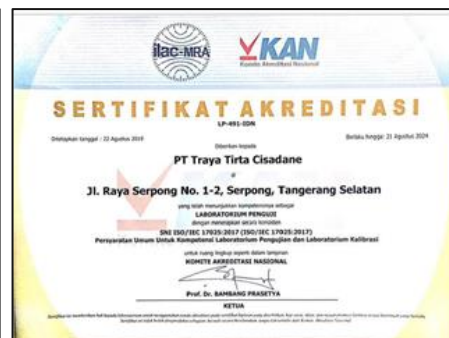 ilac-MRA
KAN
Komite Akreditasi Nasional
SERTIFIKAT AKREDITASI
LP-491-IDN
Ditetapkan tanggal : 22 Agustus 2019
Berlaku hingga: 21 Agustus 2024
Diberikan kepada
PT Traya Tirta Cisadane
di
Jl. Raya Serpong No. 1-2, Serpong, Tangerang Selatan
yang telah menunjukkan kompetensinya sebagai
LABORATORIUM PENGUJI
dengan menerapkan secara konsisten
SNI ISO/IEC 17025:2017 (ISO/IEC 17025:2017)
Persyaratan Umum Untuk Kompetensi Laboratorium Pengujian dan Laboratorium Kalibrasi
untuk ruang lingkup seperti dalam lampiran
KOMITE AKREDITASI NASIONAL
Prof. Dr. BAMBANG PRASETYA
KETUA